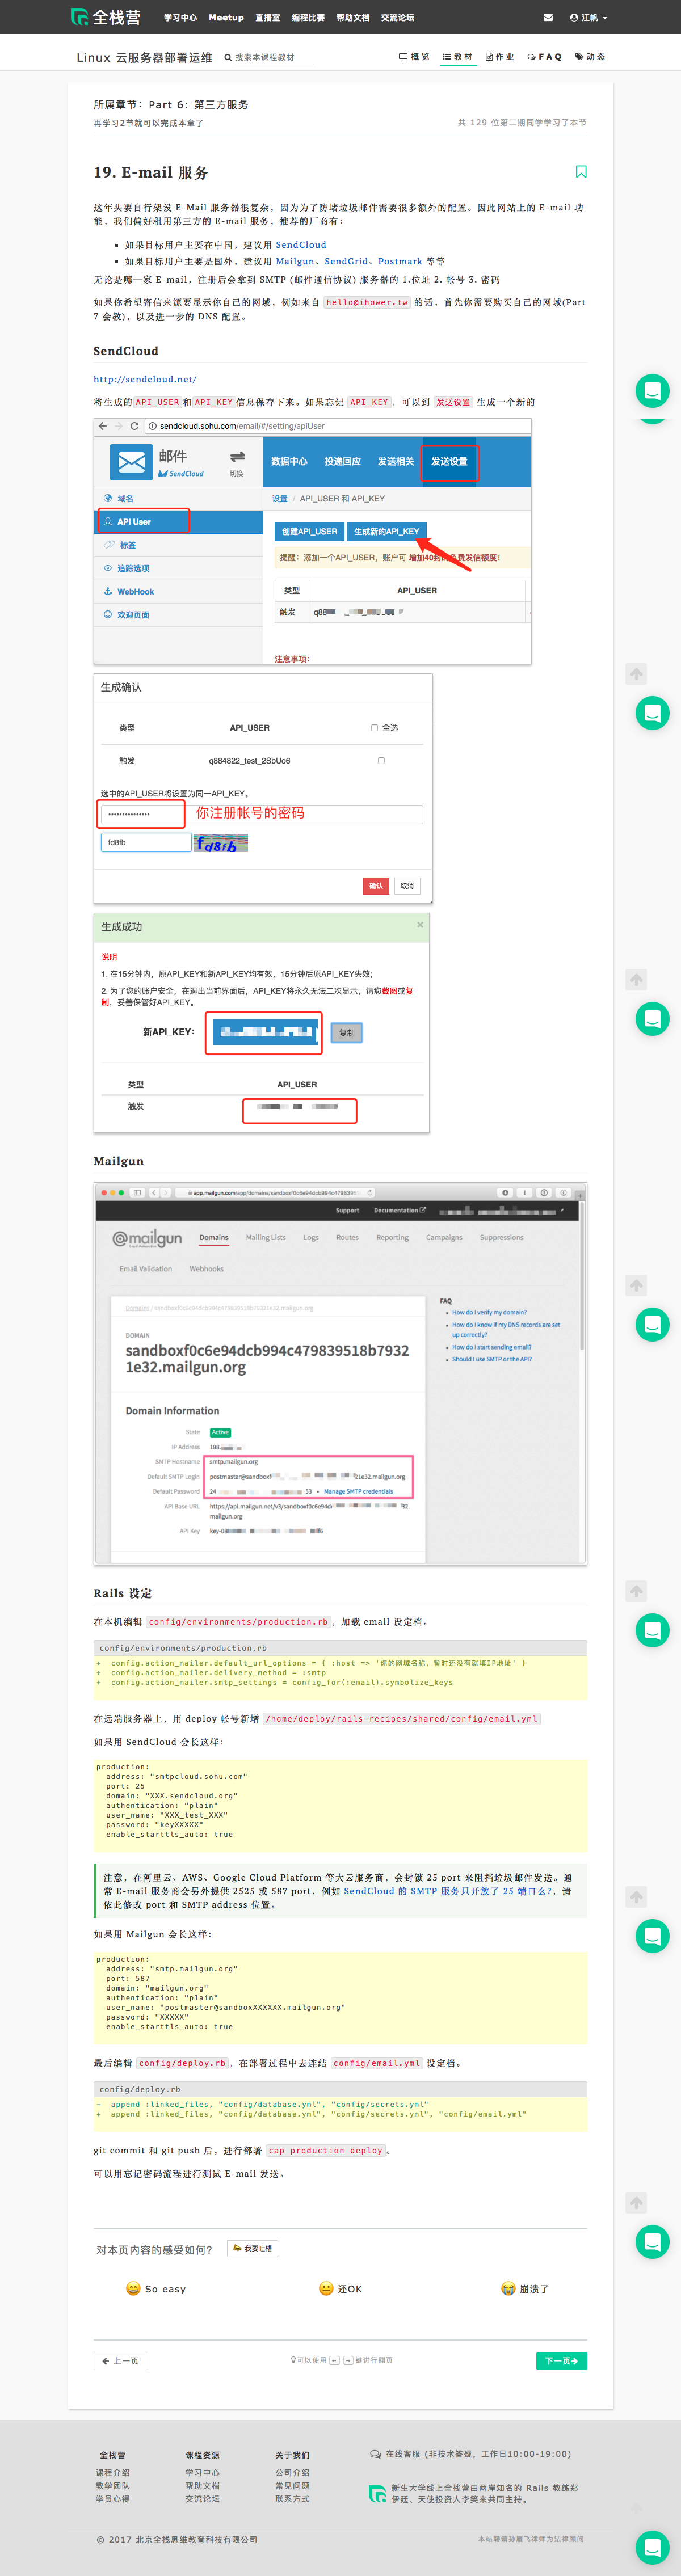 全栈营 学习中心 Meetup 直播室 编程比赛 帮助文档 交流论坛 江帆
Linux 云服务器部署运维 搜索本课程教材 概览 教材 作业 FAQ 动态
所属章节：Part 6: 第三方服务
再学习2节就可以完成本章了 共 129 位第二期同学学习了本节
19. E-mail 服务
这年头要自行架设 E-Mail 服务器很复杂，因为为了防堵垃圾邮件需要很多额外的配置。因此网站上的 E-mail 功
能，我们偏好租用第三方的 E-mail 服务，推荐的厂商有：
如果目标用户主要在中国，建议用 SendCloud
如果目标用户主要是国外，建议用 Mailgun、SendGrid、Postmark 等等
无论是哪一家 E-mail，注册后会拿到 SMTP (邮件通信协议) 服务器的 1.位址 2. 帐号 3. 密码
如果你希望寄信来源要显示你自己的网域，例如来自 hello@ihower.tw 的话，首先你需要购买自己的网域(Part
7 会教)，以及进一步的 DNS 配置。
SendCloud
http://sendcloud.net/
将生成的API_USER和API_KEY信息保存下来。如果忘记 API_KEY，可以到 发送设置 生成一个新的
sendcloud.sohu.com/email/#/setting/apiUser
邮件 SendCloud 切换 数据中心 投递回应 发送相关 发送设置
域名
API User
标签
追踪选项
WebHook
欢迎页面
设置 / API_USER 和 API_KEY
创建API_USER 生成新的API_KEY
提醒：添加一个API_USER，账户可 增加40封的免费发信额度！
类型 API_USER
触发 q88
注意事项：
生成确认
类型 API_USER 全选
触发 q884822_test_2SbUo6
选中的API_USER将设置为同一API_KEY。
你注册帐号的密码
fd8fb fd8fb
确认 取消
生成成功 ×
说明
1. 在15分钟内，原API_KEY和新API_KEY均有效，15分钟后原API_KEY失效;
2. 为了您的账户安全，在退出当前界面后，API_KEY将永久无法二次显示，请您截图或复
制，妥善保管好API_KEY。
新API_KEY： 复制
类型 API_USER
触发
Mailgun
Support Documentation
@mailgun Domains Mailing Lists Logs Routes Reporting Campaigns Suppressions
Email Validation Webhooks
Domains / sandboxf0c6e94dcb994c479839518b79321e32.mailgun.org
DOMAIN
sandboxf0c6e94dcb994c479839518b7932
1e32.mailgun.org
FAQ
How do I verify my domain?
How do I know if my DNS records are set
up correctly?
How do I start sending email?
Should I use SMTP or the API?
Domain Information
State Active
IP Address 198.
SMTP Hostname smtp.mailgun.org
Default SMTP Login postmaster@sandboxf 21e32.mailgun.org
Default Password 24 53 Manage SMTP credentials
API Base URL https://api.mailgun.net/v3/sandboxf0c6e94d 32.
mailgun.org
API Key key-0
Rails 设定
在本机编辑 config/environments/production.rb，加载 email 设定档。
config/environments/production.rb
+ config.action_mailer.default_url_options = { :host => '你的网域名称，暂时还没有就填IP地址' }
+ config.action_mailer.delivery_method = :smtp
+ config.action_mailer.smtp_settings = config_for(:email).symbolize_keys
在远端服务器上，用 deploy 帐号新增 /home/deploy/rails-recipes/shared/config/email.yml
如果用 SendCloud 会长这样：
production:
address: "smtpcloud.sohu.com"
port: 25
domain: "XXX.sendcloud.org"
authentication: "plain"
user_name: "XXX_test_XXX"
password: "keyXXXXX"
enable_starttls_auto: true
注意，在阿里云、AWS、Google Cloud Platform 等大云服务商，会封锁 25 port 来阻挡垃圾邮件发送。通
常 E-mail 服务商会另外提供 2525 或 587 port，例如 SendCloud 的 SMTP 服务只开放了 25 端口么?，请
依此修改 port 和 SMTP address 位置。
如果用 Mailgun 会长这样：
production:
address: "smtp.mailgun.org"
port: 587
domain: "mailgun.org"
authentication: "plain"
user_name: "postmaster@sandboxXXXXXX.mailgun.org"
password: "XXXXX"
enable_starttls_auto: true
最后编辑 config/deploy.rb，在部署过程中去连结 config/email.yml 设定档。
config/deploy.rb
- append :linked_files, "config/database.yml", "config/secrets.yml"
+ append :linked_files, "config/database.yml", "config/secrets.yml", "config/email.yml"
git commit 和 git push 后，进行部署 cap production deploy。
可以用忘记密码流程进行测试 E-mail 发送。
对本页内容的感受如何? 我要吐槽
So easy 还OK 崩溃了
上一页 可以使用 ← → 键进行翻页 下一页
全栈营 课程资源 关于我们 在线客服 (非技术答疑，工作日10:00-19:00)
课程介绍 学习中心 公司介绍
教学团队 帮助文档 常见问题
学员心得 交流论坛 联系方式
新生大学线上全栈营由两岸知名的 Rails 教练郑
伊廷、天使投资人李笑来共同主持。
© 2017 北京全栈思维教育科技有限公司 本站聘请孙雁飞律师为法律顾问